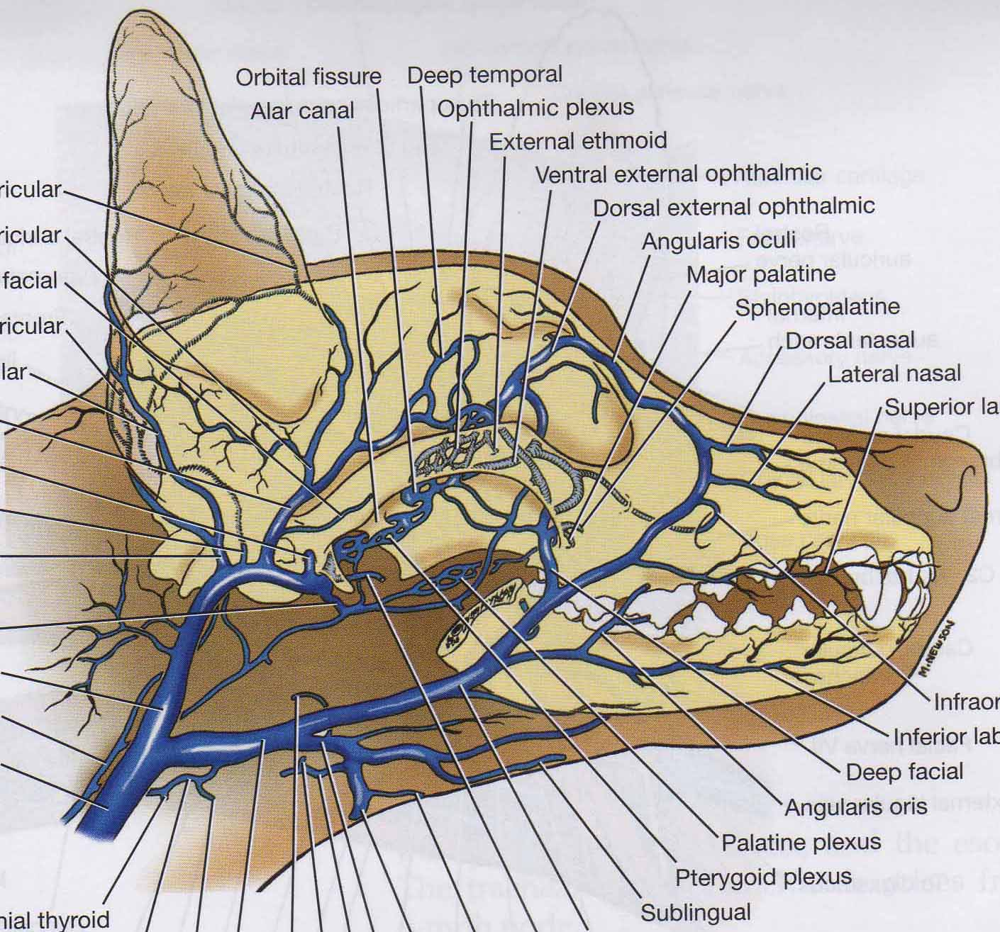 Orbital fissure
Deep temporal
Alar canal
Ophthalmic plexus
External ethmoid
Ventral external ophthalmic
Dorsal external ophthalmic
Angularis oculi
Major palatine
Sphenopalatine
Dorsal nasal
Lateral nasal
Superior la
ricular
ricular
facial
ricular
lar
M. NEWSON
Infraor
Inferior lab
Deep facial
Angularis oris
Palatine plexus
Pterygoid plexus
Sublingual
nial thyroid